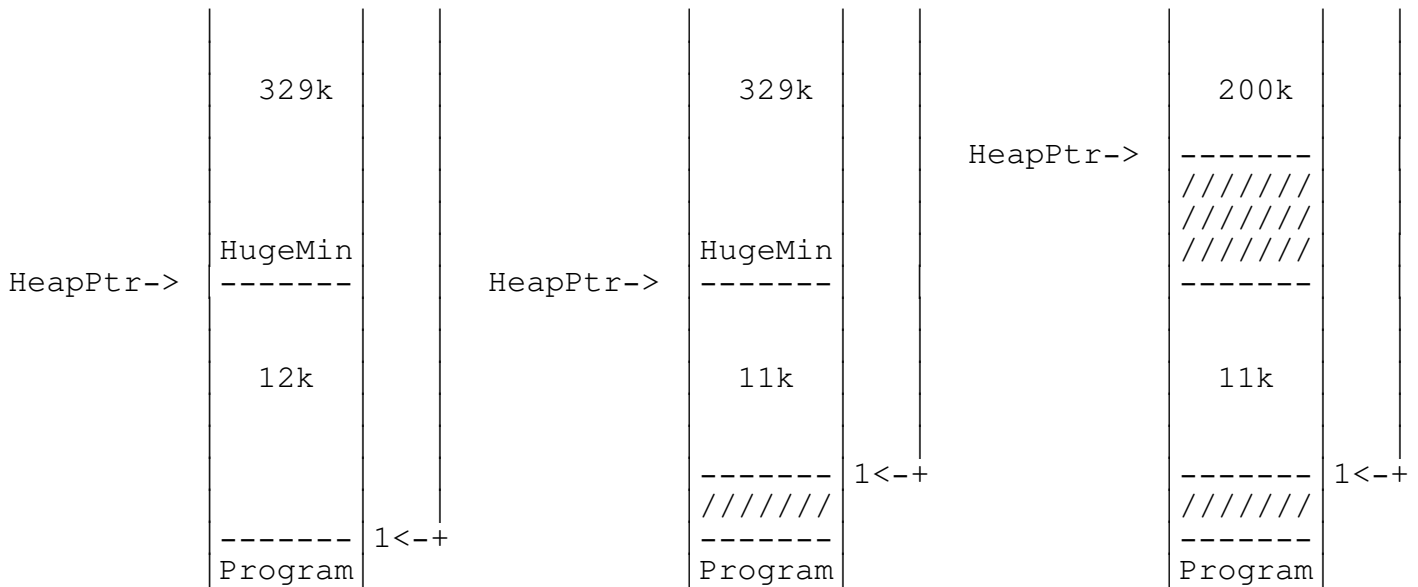 329k 329k 200k
HeapPtr-> -------
///////
///////
HugeMin HugeMin ///////
HeapPtr-> ------- HeapPtr-> ------- -------
12k 11k 11k
------- 1<-+ ------- 1<-+
/////// ///////
------- 1<-+ ------- -------
Program Program Program